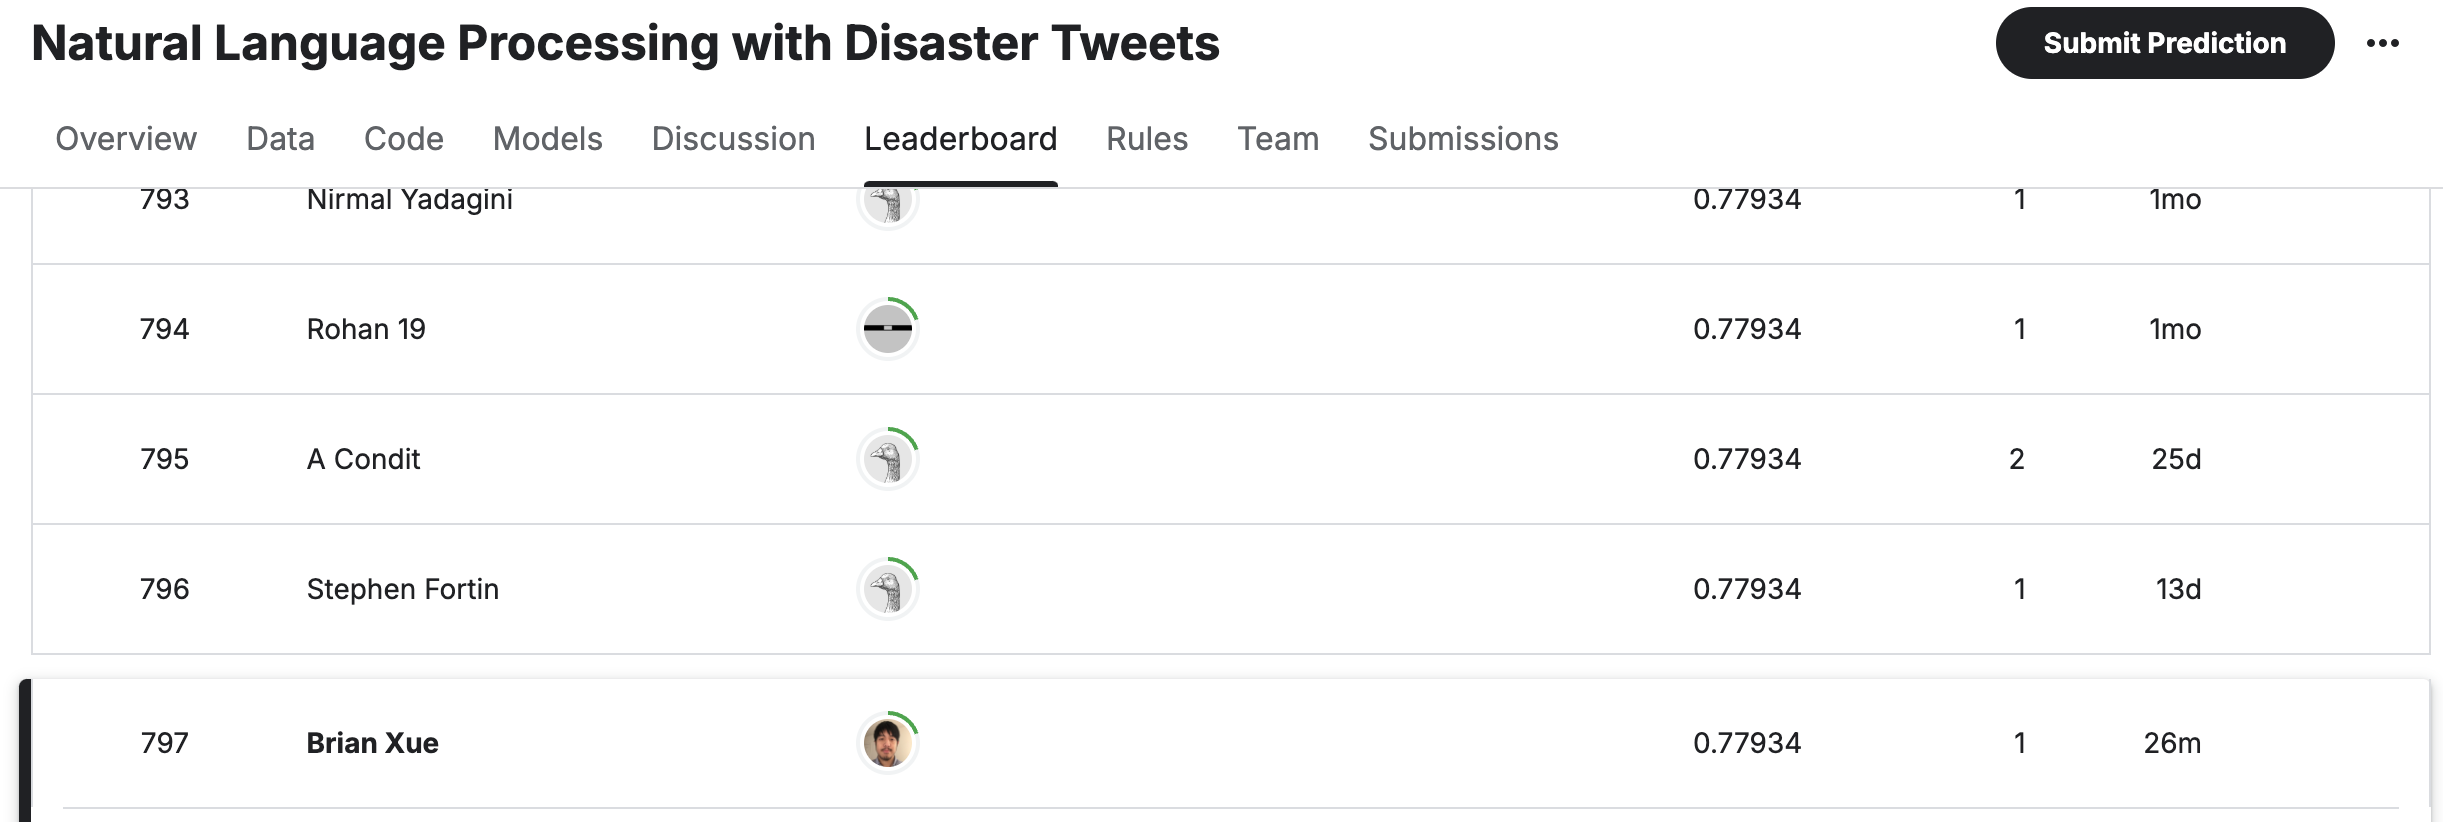 Natural Language Processing with Disaster Tweets
Submit Prediction
Overview Data Code Models Discussion Leaderboard Rules Team Submissions
793 Nirmal Yadagini 0.77934 1 1mo
794 Rohan 19 0.77934 1 1mo
795 A Condit 0.77934 2 25d
796 Stephen Fortin 0.77934 1 13d
797 Brian Xue 0.77934 1 26m